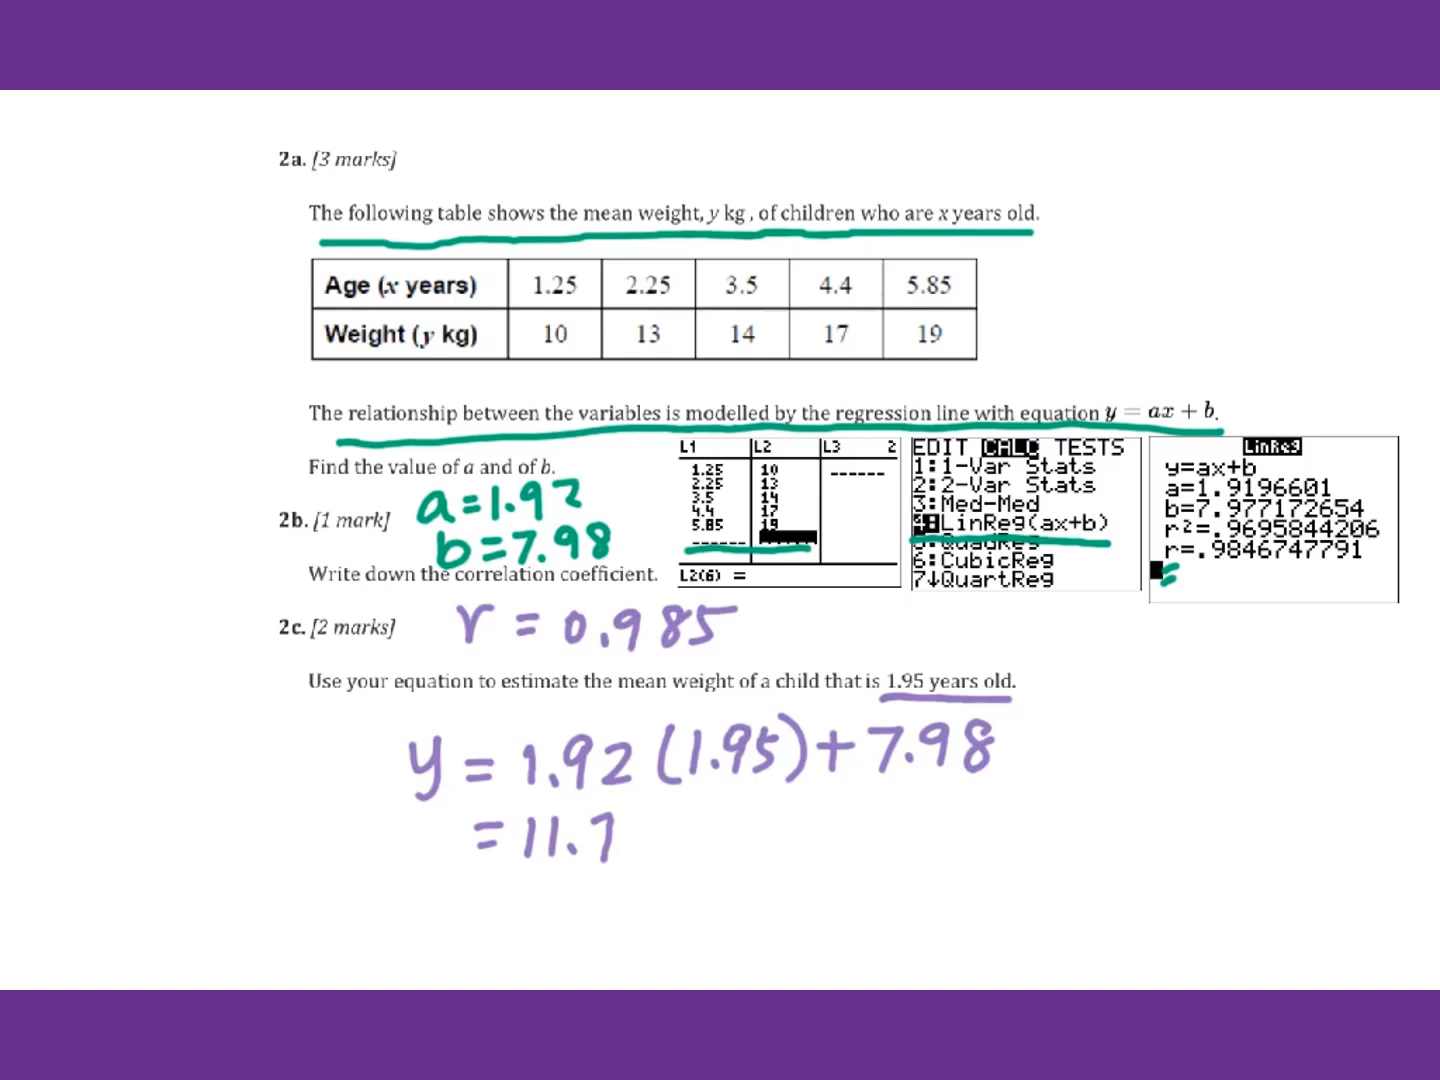 2a. [3 marks]
The following table shows the mean weight, y kg , of children who are x years old.
Age (x years) 1.25 2.25 3.5 4.4 5.85
Weight (y kg) 10 13 14 17 19
The relationship between the variables is modelled by the regression line with equation y = ax + b.
Find the value of a and of b.
a=1.92
2b. [1 mark]
b=7.98
Write down the correlation coefficient.
L1 L2 L3 2
1.25 10 ------
2.25 13
3.5 14
4.4 17
5.85 19
------
L2(6) =
EDIT CALC TESTS
1:1-Var Stats
2:2-Var Stats
3:Med-Med
4:LinReg(ax+b)
5:QuadReg
6:CubicReg
7↓QuartReg
LinReg
y=ax+b
a=1.9196601
b=7.977172654
r²=.9695844206
r=.9846747791
r = 0.985
2c. [2 marks]
Use your equation to estimate the mean weight of a child that is 1.95 years old.
y = 1.92 (1.95) + 7.98
= 11.7